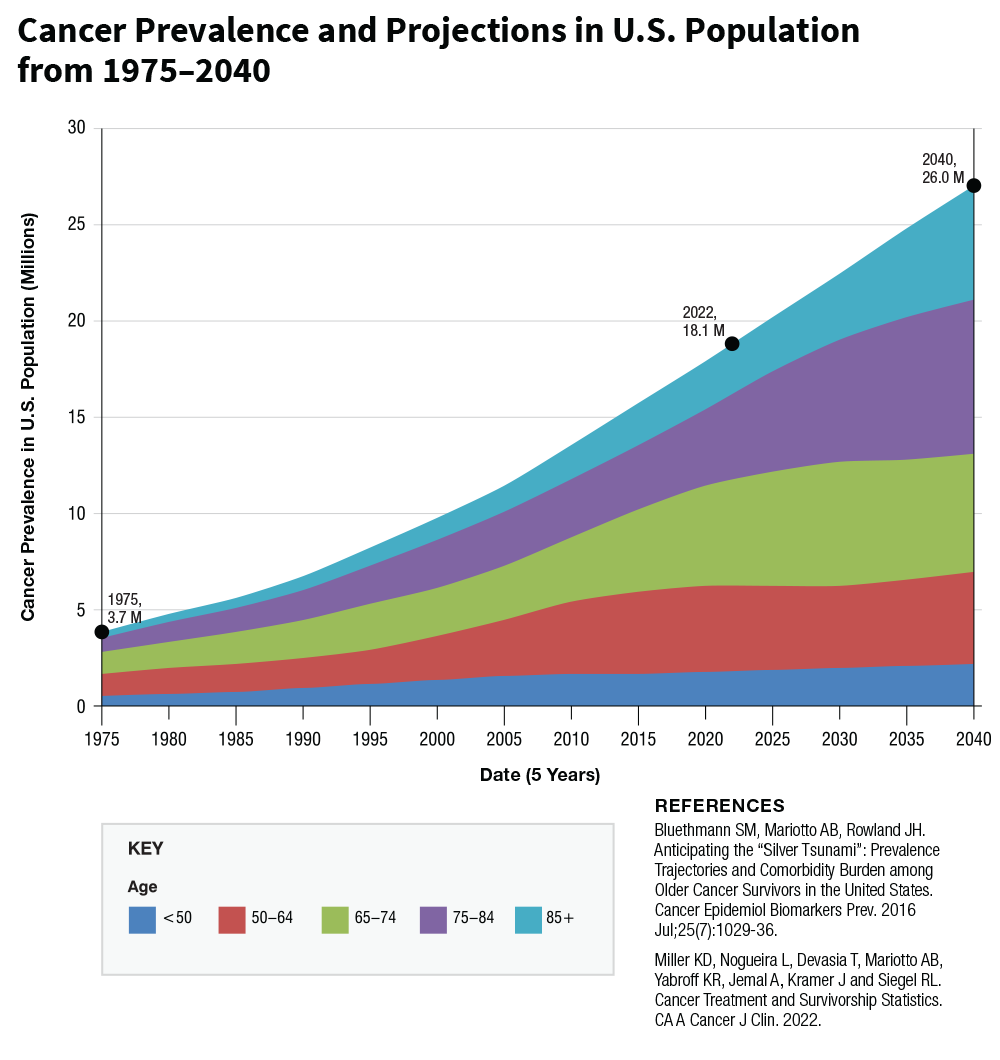 Cancer Prevalence and Projections in U.S. Population
from 1975–2040
Cancer Prevalence in U.S. Population (Millions)
30
25
20
15
10
5
0
1975,
3.7 M
2022,
18.1 M
2040,
26.0 M
1975 1980 1985 1990 1995 2000 2005 2010 2015 2020 2025 2030 2035 2040
Date (5 Years)
KEY
Age
<50 50–64 65–74 75–84 85+
REFERENCES
Bluethmann SM, Mariotto AB, Rowland JH.
Anticipating the “Silver Tsunami”: Prevalence
Trajectories and Comorbidity Burden among
Older Cancer Survivors in the United States.
Cancer Epidemiol Biomarkers Prev. 2016
Jul;25(7):1029-36.
Miller KD, Nogueira L, Devasia T, Mariotto AB,
Yabroff KR, Jemal A, Kramer J and Siegel RL.
Cancer Treatment and Survivorship Statistics.
CA A Cancer J Clin. 2022.